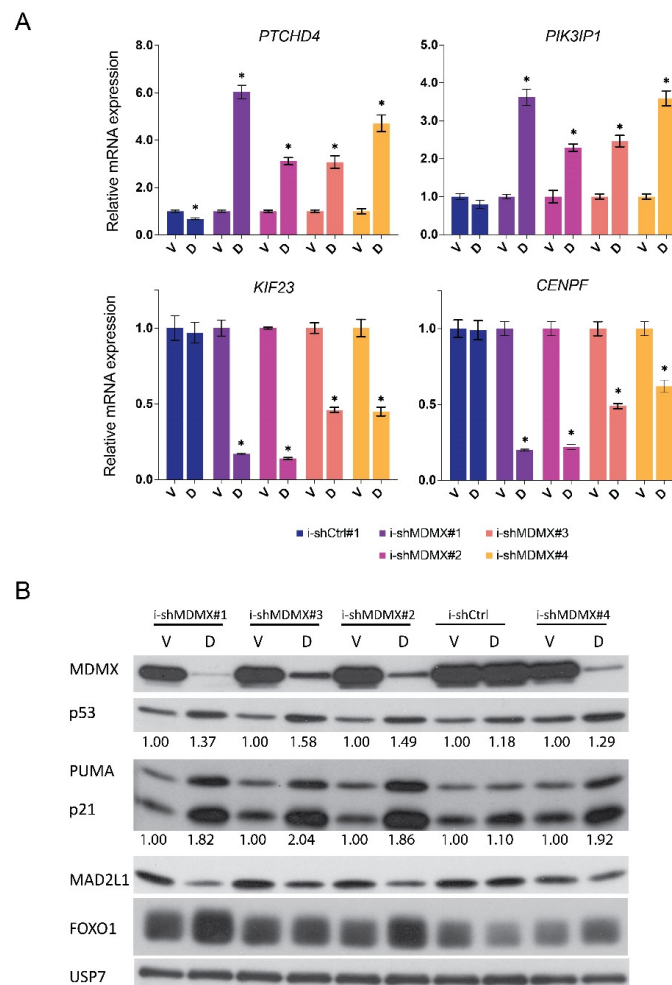 A
PTCHD4
PIK3IP1
Relative mRNA expression
8.0
6.0
4.0
2.0
0.0
* * * * *
V D V D V D V D V D
5.0
4.0
3.0
2.0
1.0
0.0
* * * *
V D V D V D V D V D
KIF23
CENPF
Relative mRNA expression
1.0
0.5
0.0
* * * *
V D V D V D V D V D
1.0
0.5
0.0
* * * *
V D V D V D V D V D
i-shCtrl#1 i-shMDMX#1 i-shMDMX#3
i-shMDMX#2 i-shMDMX#4
B
i-shMDMX#1 i-shMDMX#3 i-shMDMX#2 i-shCtrl i-shMDMX#4
V D V D V D V D V D
MDMX
p53
1.00 1.37 1.00 1.58 1.00 1.49 1.00 1.18 1.00 1.29
PUMA
p21
1.00 1.82 1.00 2.04 1.00 1.86 1.00 1.10 1.00 1.92
MAD2L1
FOXO1
USP7